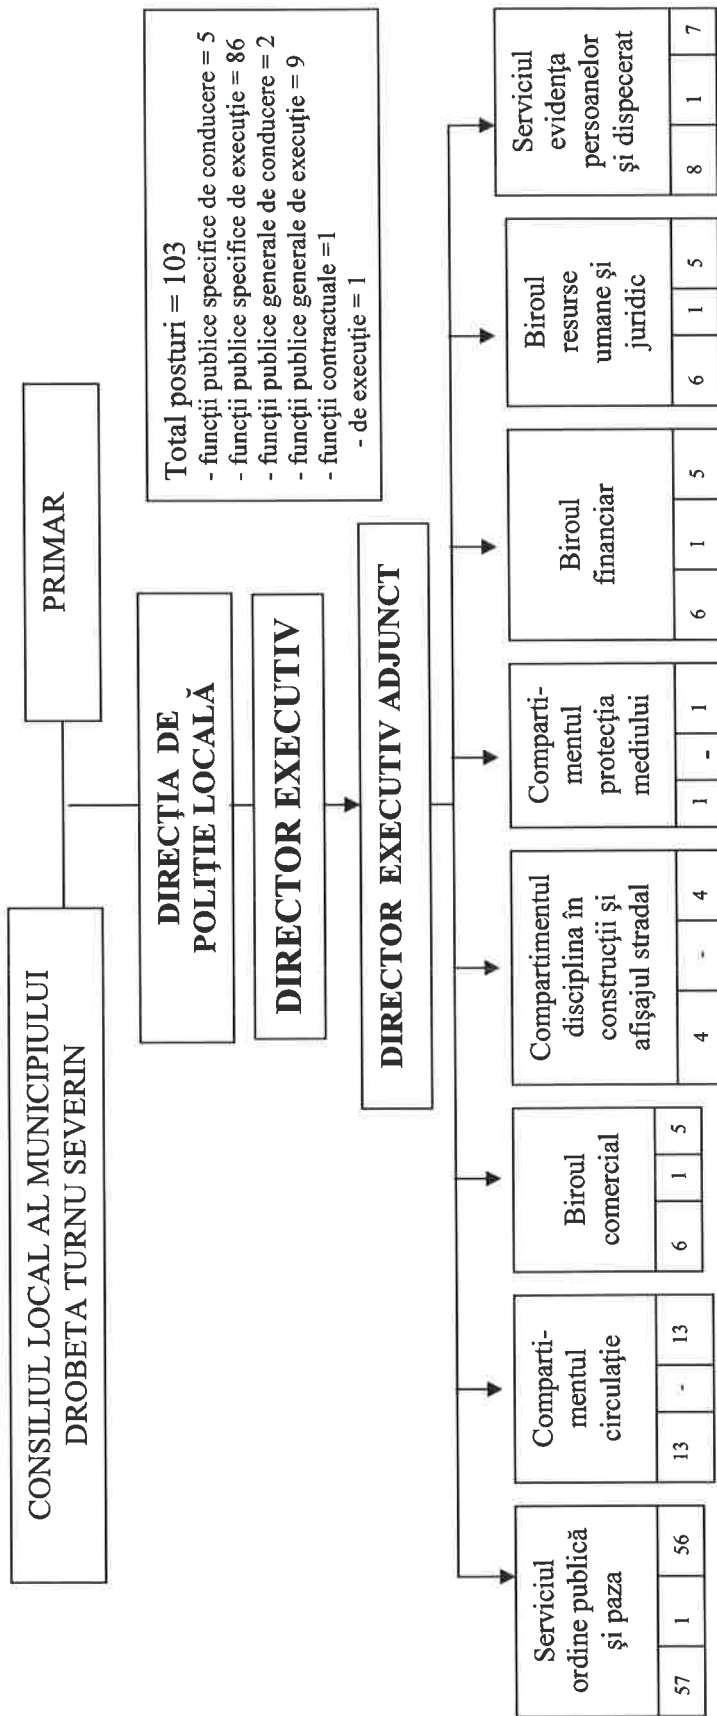 CONSILIUL LOCAL AL MUNICIPIULUI
DROBETA TURNU SEVERIN
PRIMAR
DIRECŢIA DE
POLIŢIE LOCALĂ
DIRECTOR EXECUTIV
DIRECTOR EXECUTIV ADJUNCT
Total posturi = 103
- funcţii publice specifice de conducere = 5
- funcţii publice specifice de execuţie = 86
- funcţii publice generale de conducere = 2
- funcţii publice generale de execuţie = 9
- funcţii contractuale =1
- de execuţie = 1
Serviciul
ordine publică
şi paza
57 1 56
Comparti-
mentul
circulaţie
13 - 13
Biroul
comercial
6 1 5
Compartimentul
disciplina în
construcţii şi
afişajul stradal
4 - 4
Comparti-
mentul
protecţia
mediului
1 - 1
Biroul
financiar
6 1 5
Biroul
resurse
umane şi
juridic
6 1 5
Serviciul
evidenţa
persoanelor
şi dispecerat
8 1 7